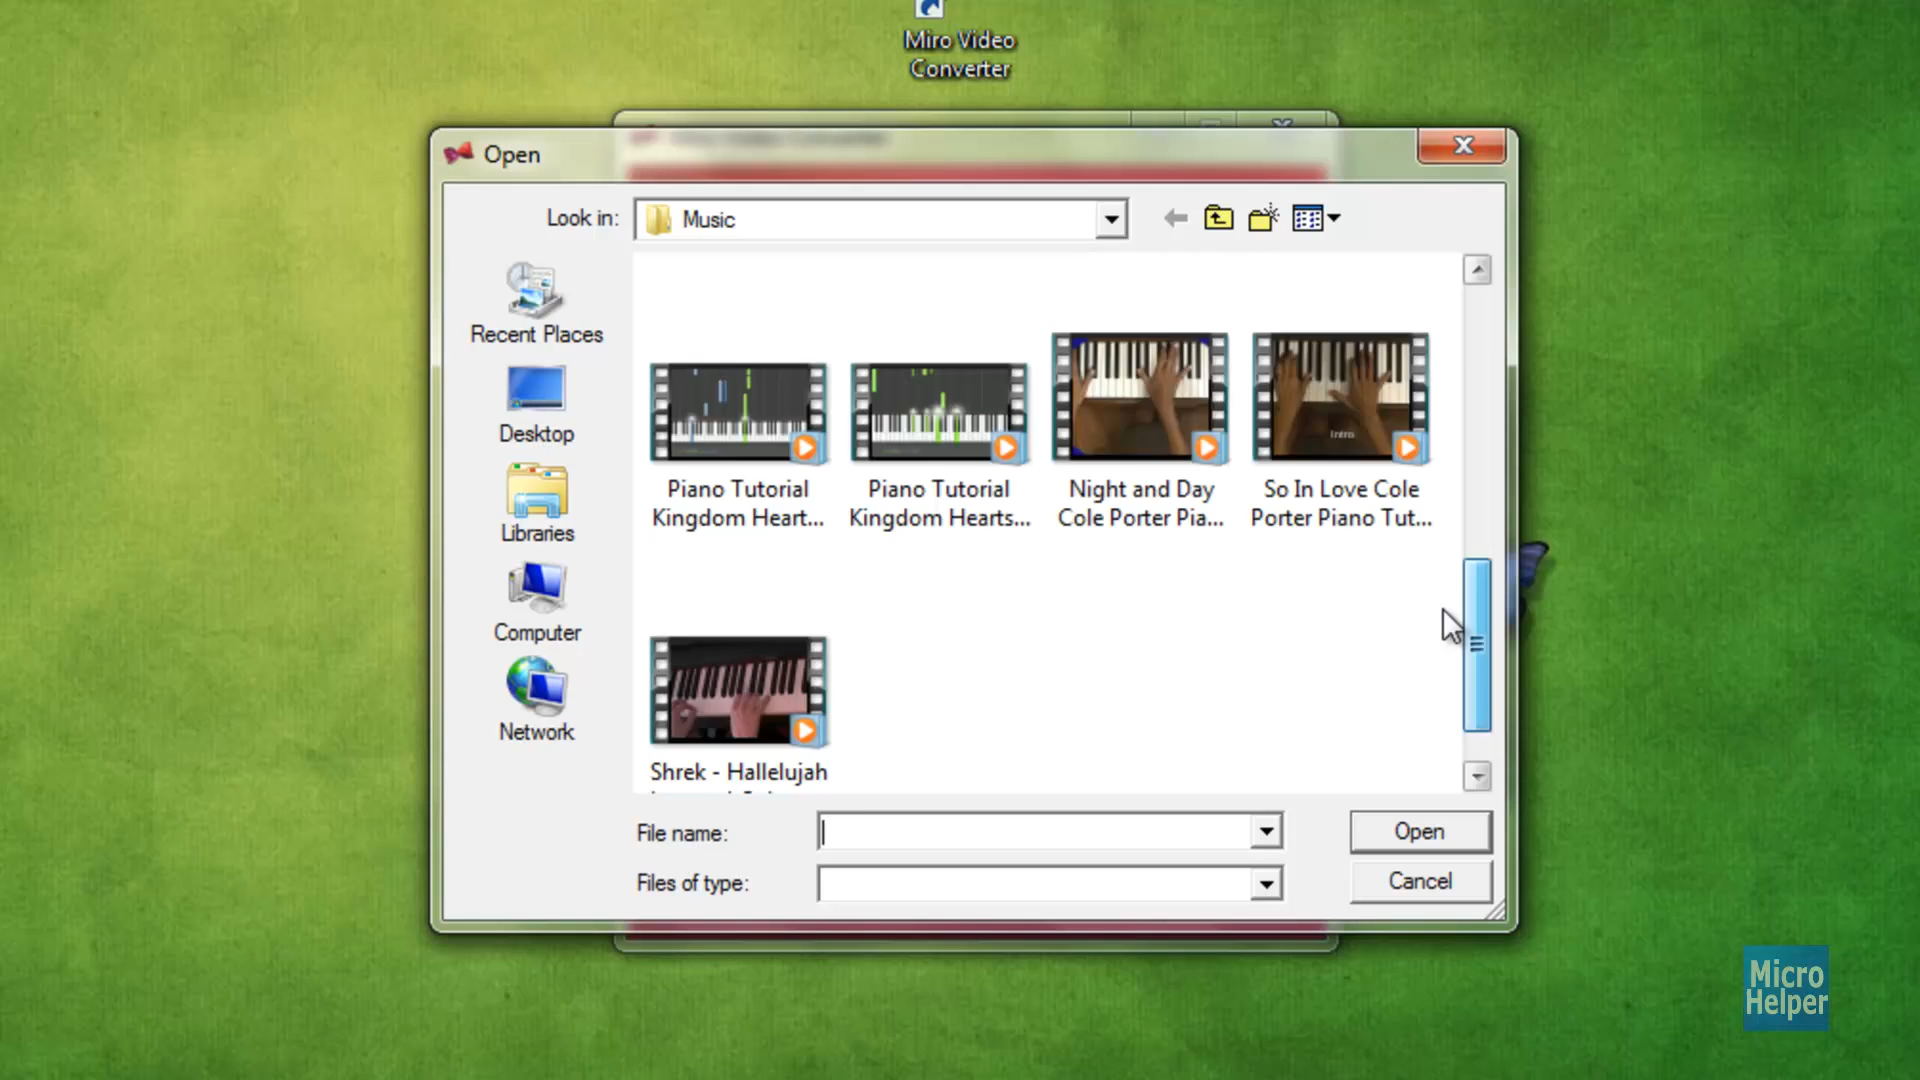 Miro Video
Converter
Open
Look in:
Music
Recent Places
Desktop
Libraries
Computer
Network
Piano Tutorial
Kingdom Heart...
Piano Tutorial
Kingdom Hearts...
Night and Day
Cole Porter Pia...
Intro
So In Love Cole
Porter Piano Tut...
Shrek - Hallelujah
File name:
Open
Files of type:
Cancel
Micro
Helper